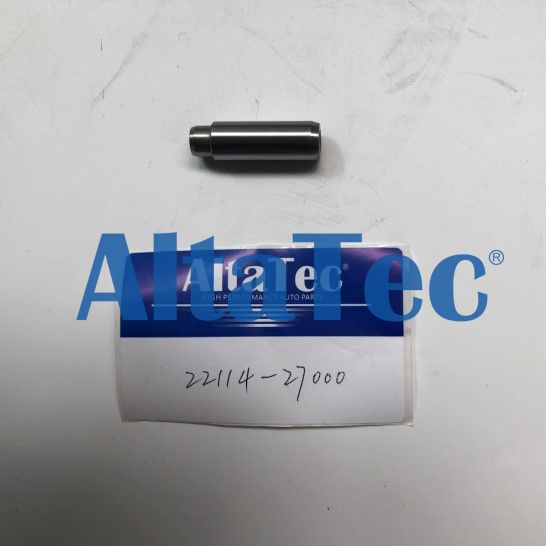 AltaTec®
HIGH PERFORMANCE AUTO PARTS
AltaTec®
22114-27000